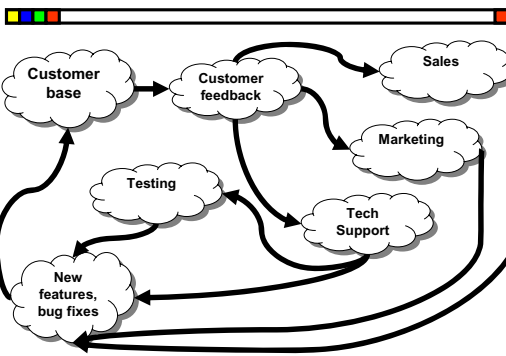 Customer
base
Customer
feedback
Sales
Marketing
Testing
Tech
Support
New
features,
bug fixes